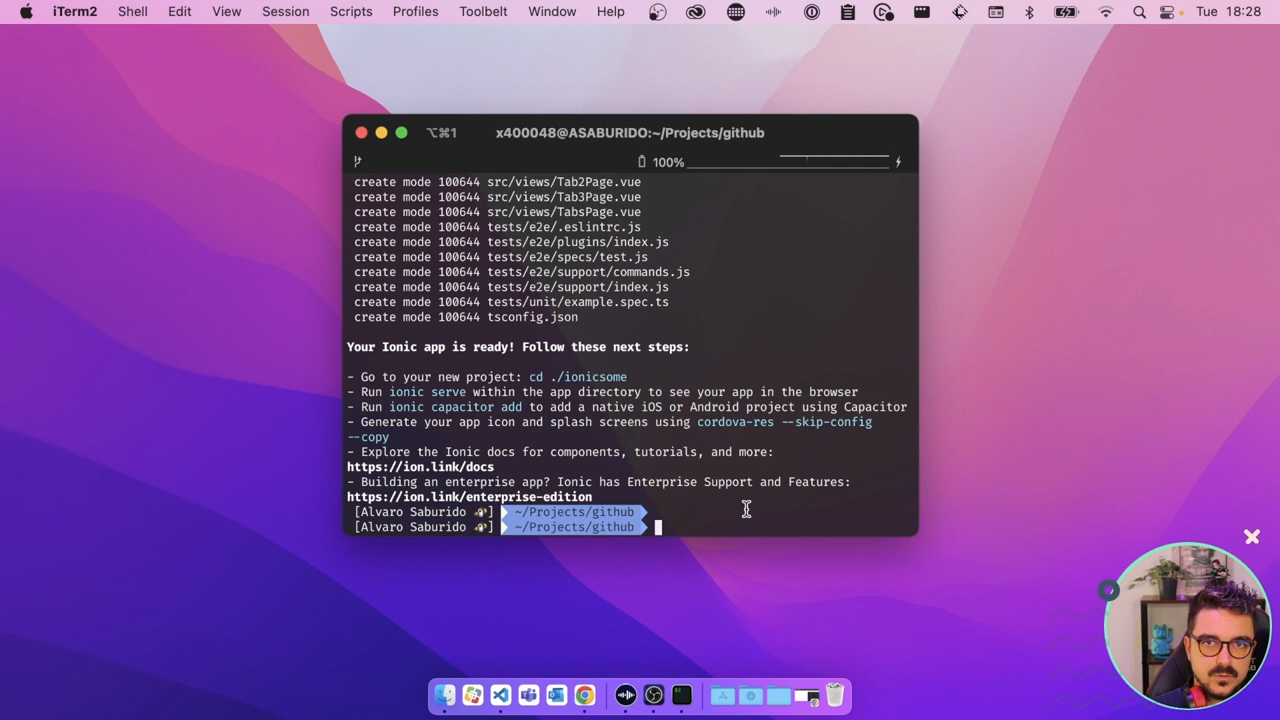 iTerm2 Shell Edit View Session Scripts Profiles Toolbelt Window Help Tue 18:28
⌥⌘1 x400048@ASABURIDO:~/Projects/github
100%
create mode 100644 src/views/Tab2Page.vue
create mode 100644 src/views/Tab3Page.vue
create mode 100644 src/views/TabsPage.vue
create mode 100644 tests/e2e/.eslintrc.js
create mode 100644 tests/e2e/plugins/index.js
create mode 100644 tests/e2e/specs/test.js
create mode 100644 tests/e2e/support/commands.js
create mode 100644 tests/e2e/support/index.js
create mode 100644 tests/unit/example.spec.ts
create mode 100644 tsconfig.json
Your Ionic app is ready! Follow these next steps:
- Go to your new project: cd ./ionicsome
- Run ionic serve within the app directory to see your app in the browser
- Run ionic capacitor add to add a native iOS or Android project using Capacitor
- Generate your app icon and splash screens using cordova-res --skip-config
--copy
- Explore the Ionic docs for components, tutorials, and more:
https://ion.link/docs
- Building an enterprise app? Ionic has Enterprise Support and Features:
https://ion.link/enterprise-edition
[Alvaro Saburido 🐶] ~/Projects/github
[Alvaro Saburido 🐶] ~/Projects/github